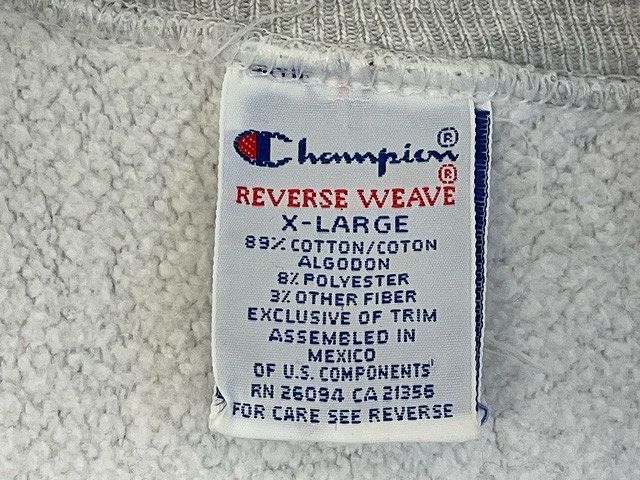 Champion®
REVERSE WEAVE®
X-LARGE
89% COTTON/COTON
ALGODON
8% POLYESTER
3% OTHER FIBER
EXCLUSIVE OF TRIM
ASSEMBLED IN
MEXICO
OF U.S. COMPONENTS
RN 26094 CA 21356
FOR CARE SEE REVERSE